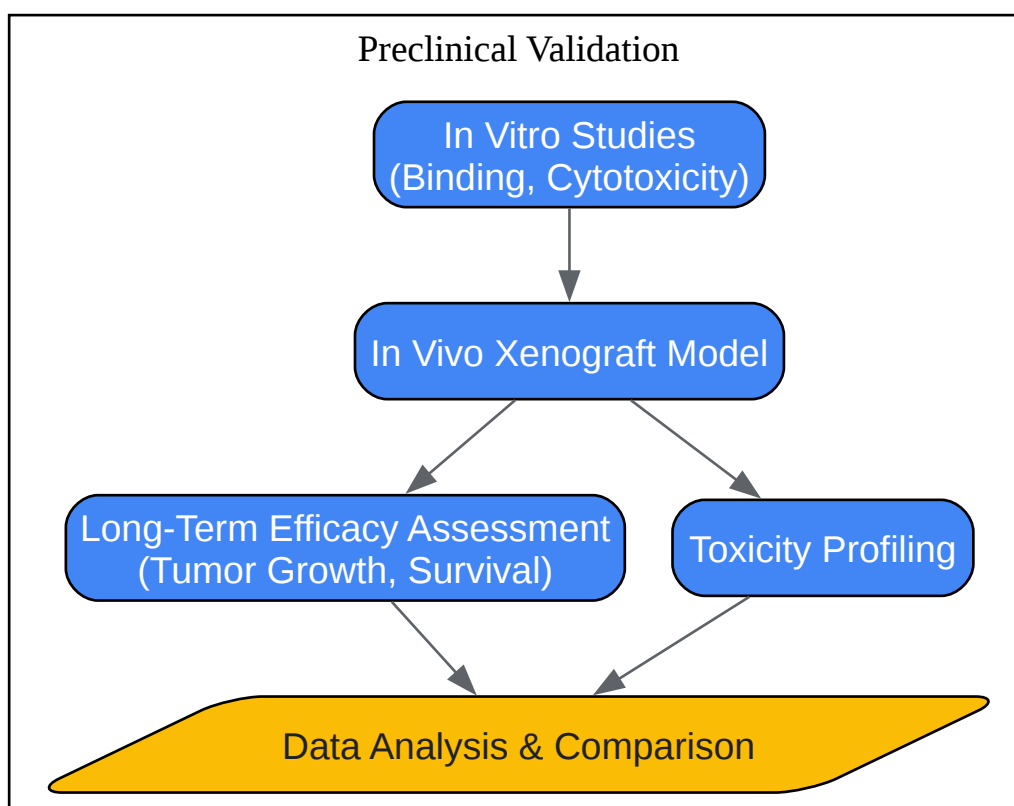 Preclinical Validation
In Vitro Studies
(Binding, Cytotoxicity)
In Vivo Xenograft Model
Long-Term Efficacy Assessment
(Tumor Growth, Survival)
Toxicity Profiling
Data Analysis & Comparison